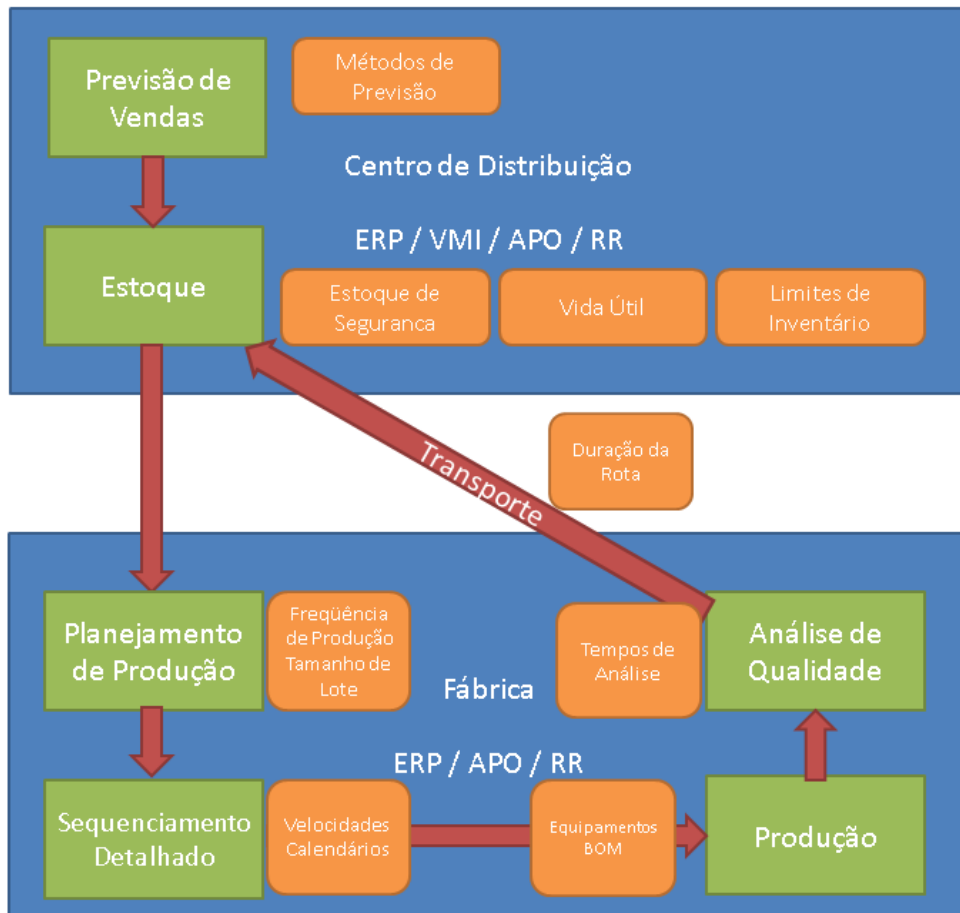 Previsão de
Vendas
Métodos de
Previsão
Centro de Distribuição
ERP / VMI / APO / RR
Estoque
Estoque de
Seguranca
Vida Útil
Limites de
Inventário
Transporte
Duração da
Rota
Planejamento
de Produção
Freqüência
de Produção
Tamanho de
Lote
Fábrica
Tempos de
Análise
Análise de
Qualidade
ERP / APO / RR
Sequenciamento
Detalhado
Velocidades
Calendários
Equipamentos
BOM
Produção